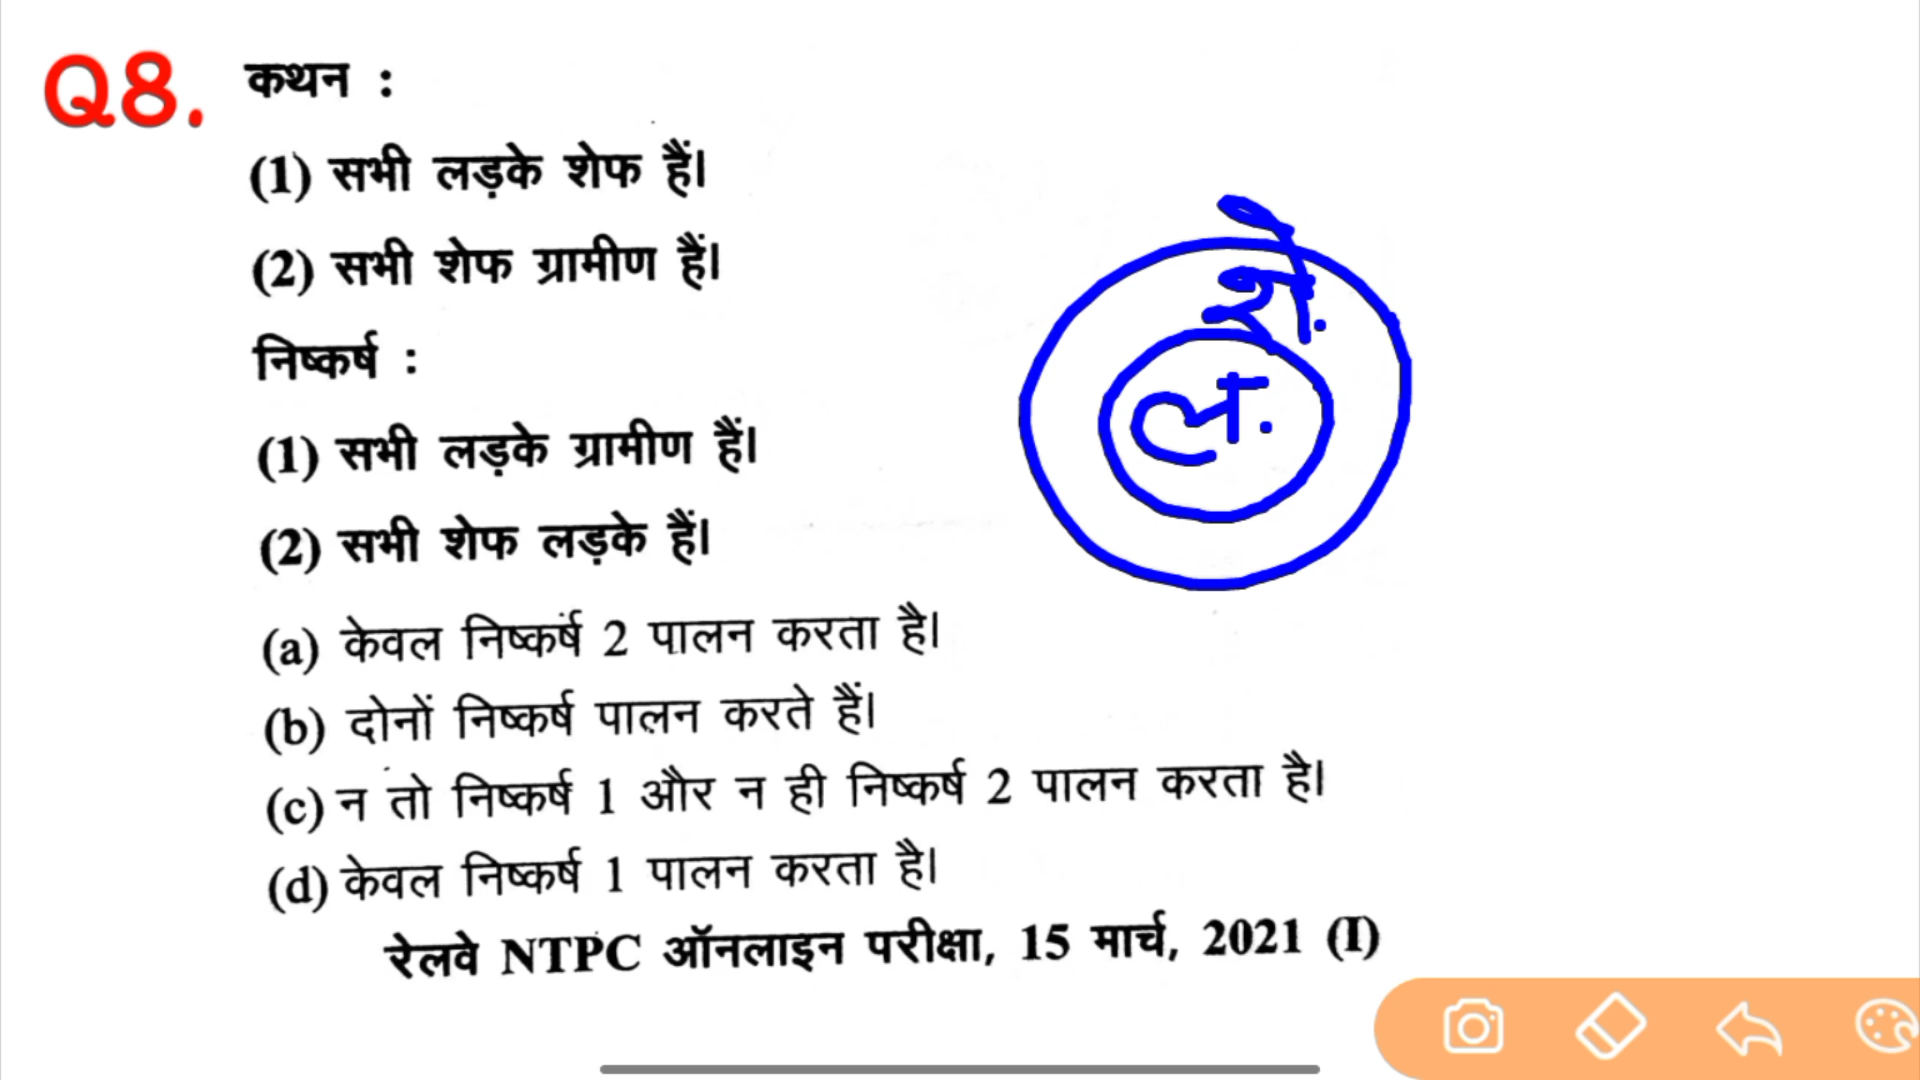 Q8. कथन :
(1) सभी लड़के शेफ हैं।
(2) सभी शेफ ग्रामीण हैं।
निष्कर्ष :
(1) सभी लड़के ग्रामीण हैं।
(2) सभी शेफ लड़के हैं।
(a) केवल निष्कर्ष 2 पालन करता है।
(b) दोनों निष्कर्ष पालन करते हैं।
(c) न तो निष्कर्ष 1 और न ही निष्कर्ष 2 पालन करता है।
(d) केवल निष्कर्ष 1 पालन करता है।
रेलवे NTPC ऑनलाइन परीक्षा, 15 मार्च, 2021 (I)
शे.
ल.